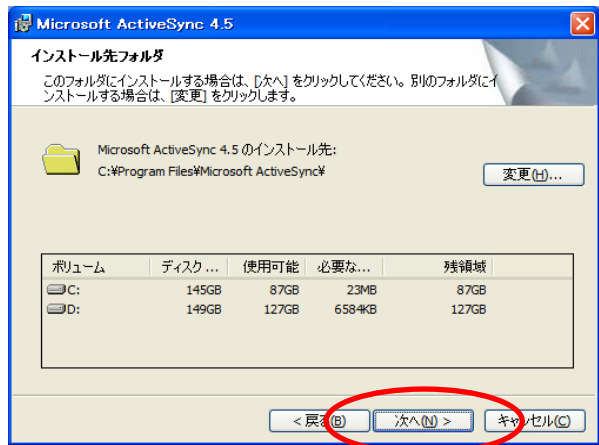 Microsoft ActiveSync 4.5
インストール先フォルダ
このフォルダにインストールする場合は、[次へ] をクリックしてください。別のフォルダにイ
ンストールする場合は、[変更] をクリックします。
Microsoft ActiveSync 4.5 のインストール先:
C:¥Program Files¥Microsoft ActiveSync¥
変更(H)...
ボリューム ディスク ... 使用可能 必要な... 残領域
C: 145GB 87GB 23MB 87GB
D: 149GB 127GB 6584KB 127GB
< 戻る(B) 次へ(N) > キャンセル(C)